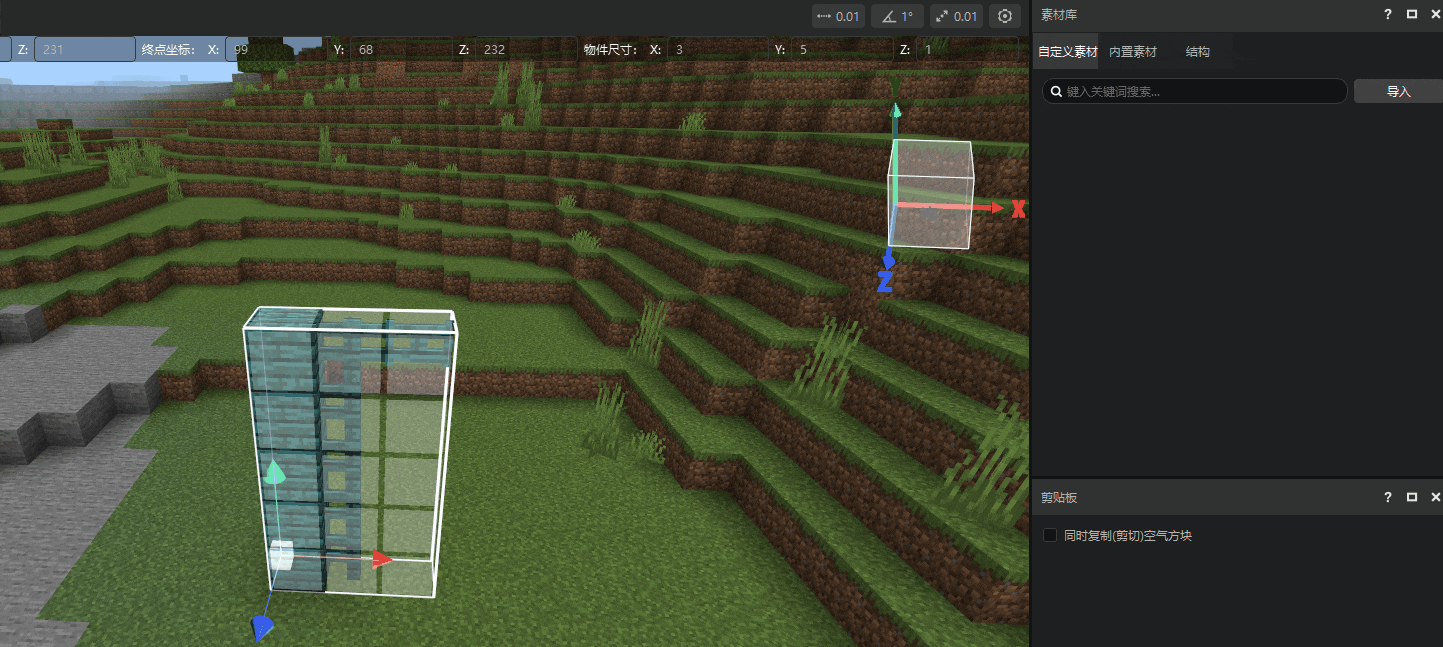 0.01 1° 0.01
素材库 ?
Z: 231 终点坐标: X: 99 Y: 68 Z: 232 物件尺寸: X: 3 Y: 5 Z: 1
自定义素材 内置素材 结构
键入关键词搜索... 导入
X
Z
剪贴板 ?
同时复制(剪切)空气方块